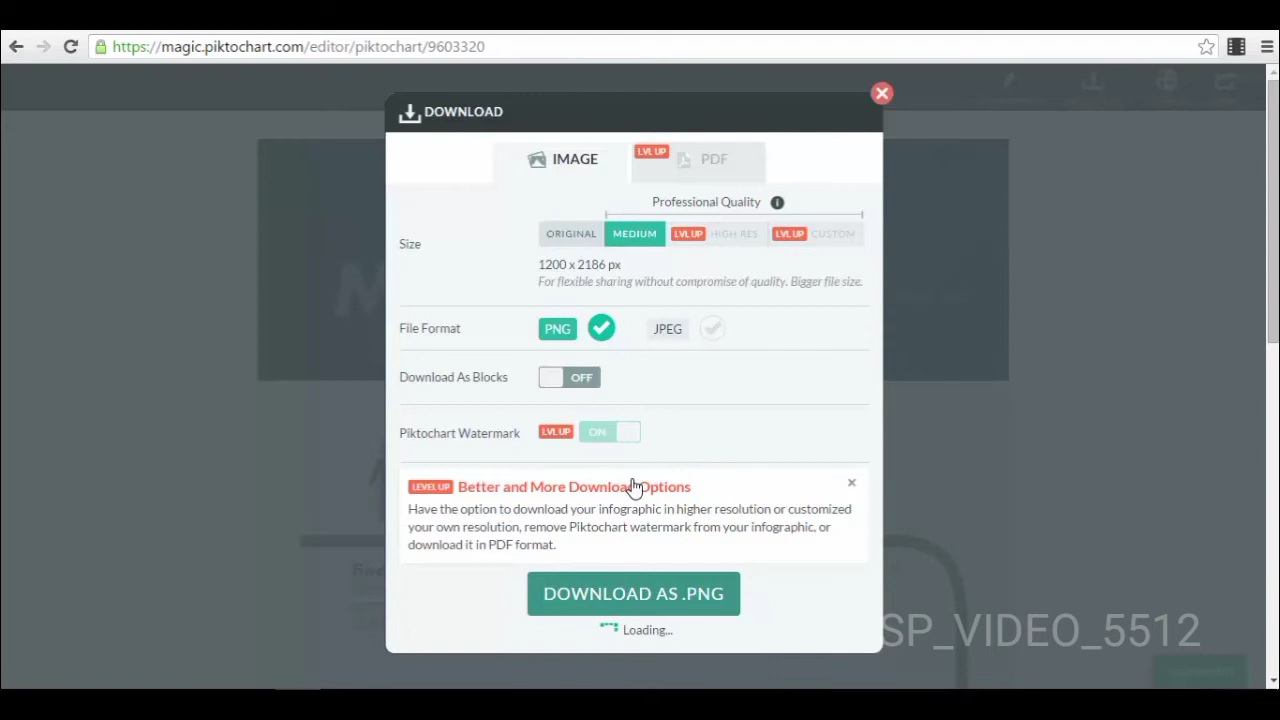 https://magic.piktochart.com/editor/piktochart/9603320
DOWNLOAD
IMAGE
LVL UP PDF
Professional Quality i
Size
ORIGINAL MEDIUM LVL UP HIGH RES LVL UP CUSTOM
1200 x 2186 px
For flexible sharing without compromise of quality. Bigger file size.
File Format PNG JPEG
Download As Blocks OFF
Piktochart Watermark LVL UP ON
LEVEL UP Better and More Download Options
Have the option to download your infographic in higher resolution or customized
your own resolution, remove Piktochart watermark from your infographic, or
download it in PDF format.
DOWNLOAD AS .PNG
Loading...
SP_VIDEO_5512